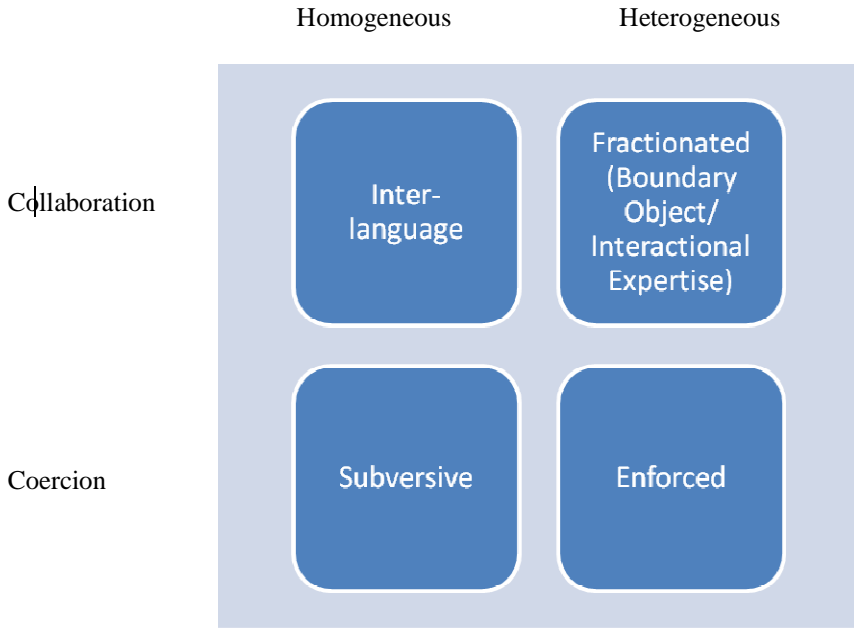 Homogeneous Heterogeneous
Collaboration
Inter-
language
Fractionated
(Boundary
Object/
Interactional
Expertise)
Coercion
Subversive
Enforced